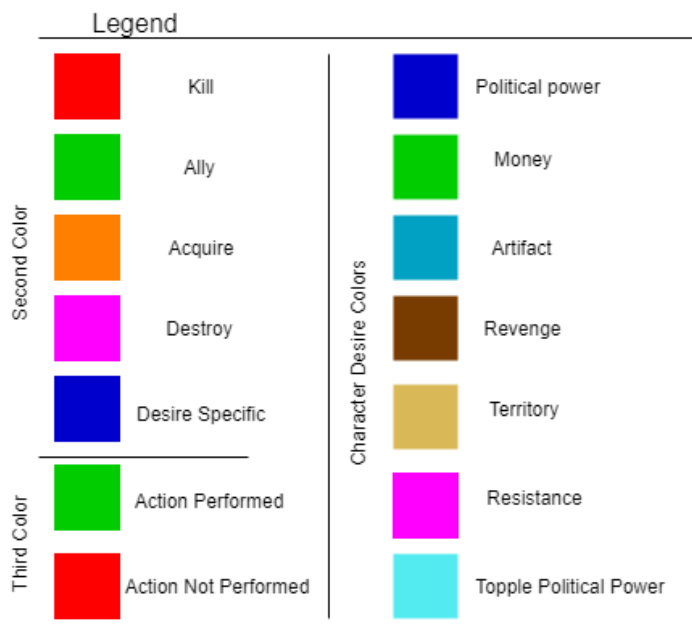 Legend
Second Color
Kill
Ally
Acquire
Destroy
Desire Specific
Third Color
Action Performed
Action Not Performed
Character Desire Colors
Political power
Money
Artifact
Revenge
Territory
Resistance
Topple Political Power